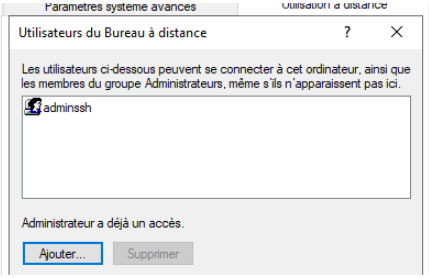 Paramètres système avancés
Utilisation à distance
Utilisateurs du Bureau à distance
Les utilisateurs ci-dessous peuvent se connecter à cet ordinateur, ainsi que
les membres du groupe Administrateurs, même s'ils n'apparaissent pas ici.
adminssh
Administrateur a déjà un accès.
Ajouter... Supprimer